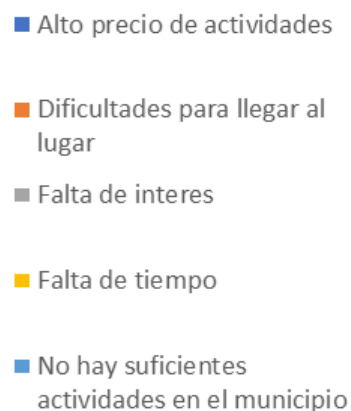 Alto precio de actividades
Dificultades para llegar al
lugar
Falta de interes
Falta de tiempo
No hay suficientes
actividades en el municipio